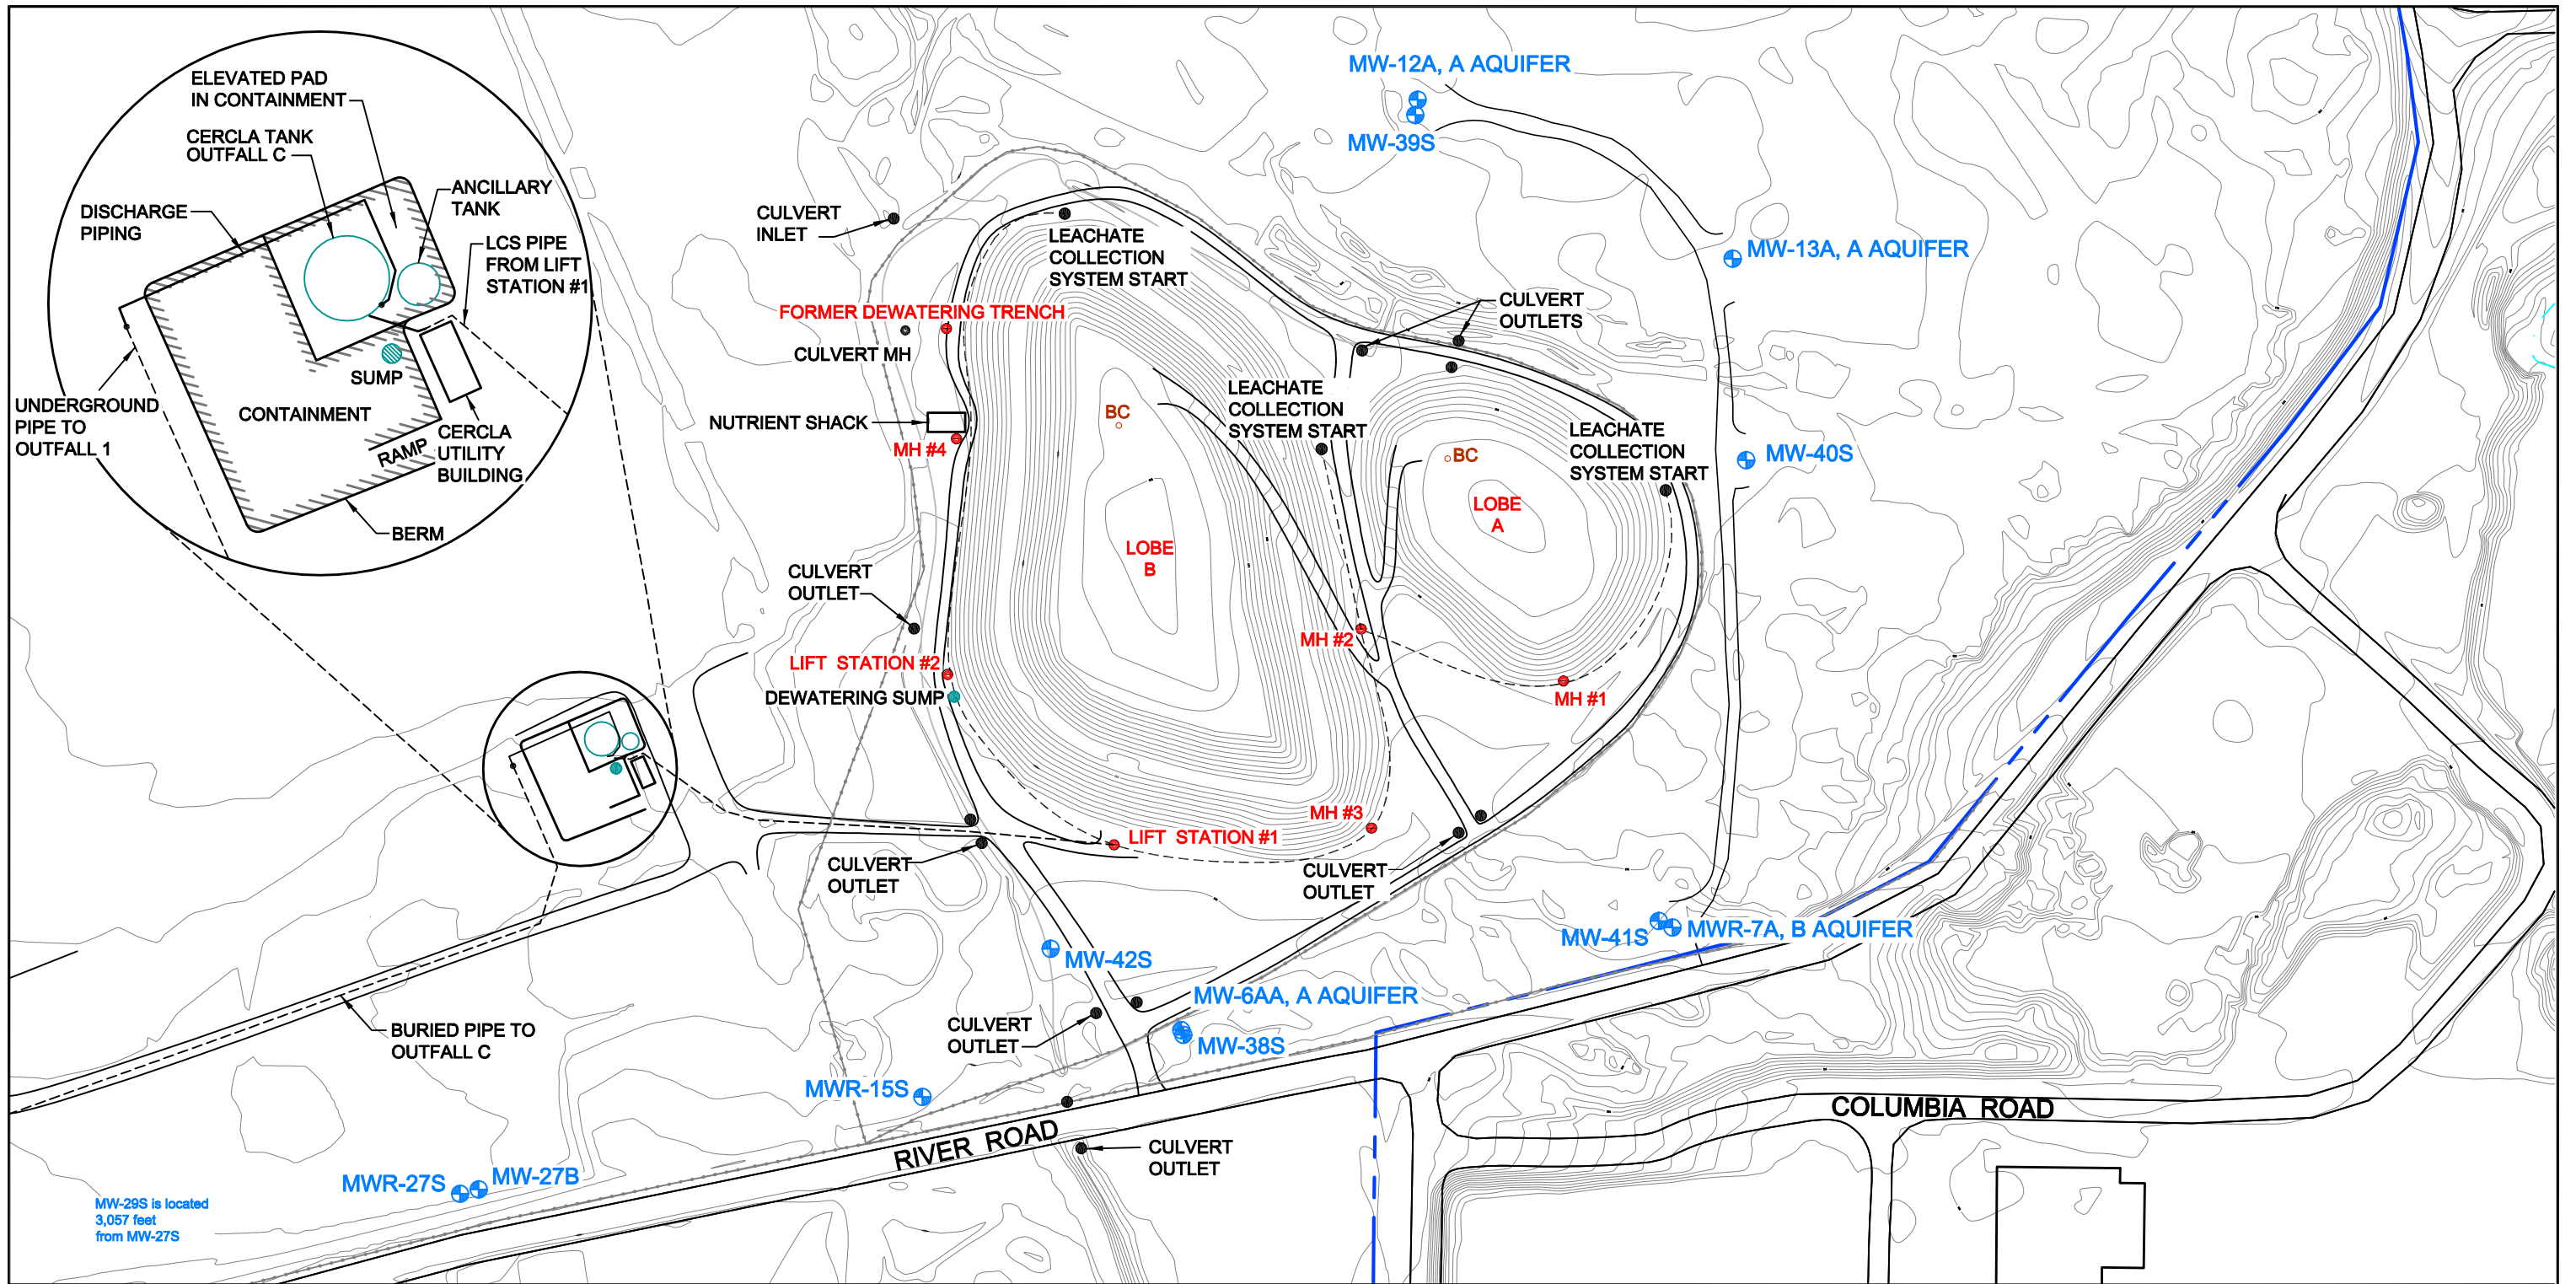 ELEVATED PAD
IN CONTAINMENT
CERCLA TANK
OUTFALL C
ANCILLARY
TANK
DISCHARGE
PIPING
LCS PIPE
FROM LIFT
STATION #1
SUMP
CONTAINMENT
UNDERGROUND
PIPE TO
OUTFALL 1
RAMP
CERCLA
UTILITY
BUILDING
BERM
MW-12A, A AQUIFER
MW-39S
CULVERT
INLET
LEACHATE
COLLECTION
SYSTEM START
MW-13A, A AQUIFER
FORMER DEWATERING TRENCH
CULVERT MH
CULVERT
OUTLETS
NUTRIENT SHACK
MH #4
BC
LEACHATE
COLLECTION
SYSTEM START
BC
LEACHATE
COLLECTION
SYSTEM START
MW-40S
LOBE
A
LOBE
B
CULVERT
OUTLET
MH #2
LIFT STATION #2
DEWATERING SUMP
MH #1
MH #3
LIFT STATION #1
CULVERT
OUTLET
CULVERT
OUTLET
MW-41S
MWR-7A, B AQUIFER
MW-42S
MW-6AA, A AQUIFER
MW-38S
CULVERT
OUTLET
BURIED PIPE TO
OUTFALL C
MWR-15S
COLUMBIA ROAD
RIVER ROAD
CULVERT
OUTLET
MWR-27S
MW-27B
MW-29S is located
3,057 feet
from MW-27S